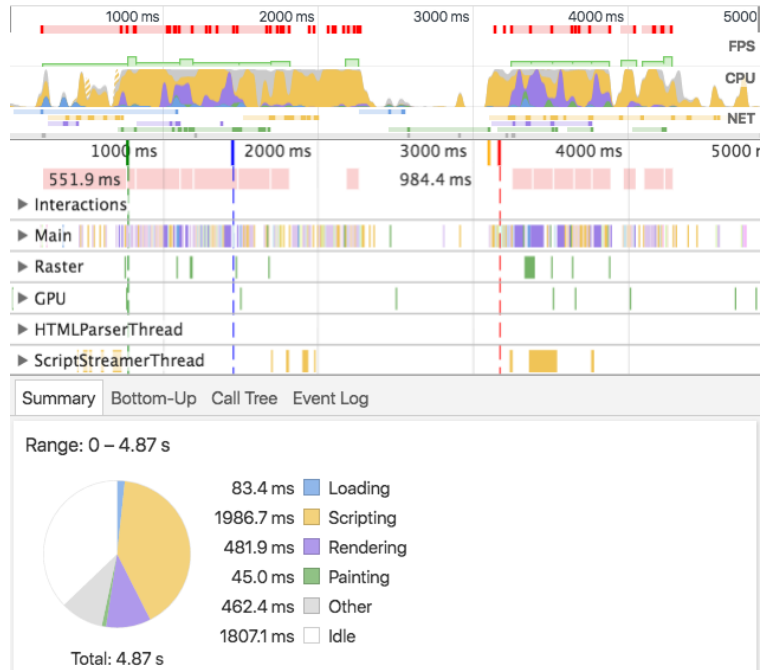 1000 ms 2000 ms 3000 ms 4000 ms 5000
FPS
CPU
NET
1000 ms 2000 ms 3000 ms 4000 ms 5000 r
551.9 ms 984.4 ms
Interactions
Main
Raster
GPU
HTMLParserThread
ScriptStreamerThread
Summary Bottom-Up Call Tree Event Log
Range: 0 – 4.87 s
83.4 ms Loading
1986.7 ms Scripting
481.9 ms Rendering
45.0 ms Painting
462.4 ms Other
1807.1 ms Idle
Total: 4.87 s